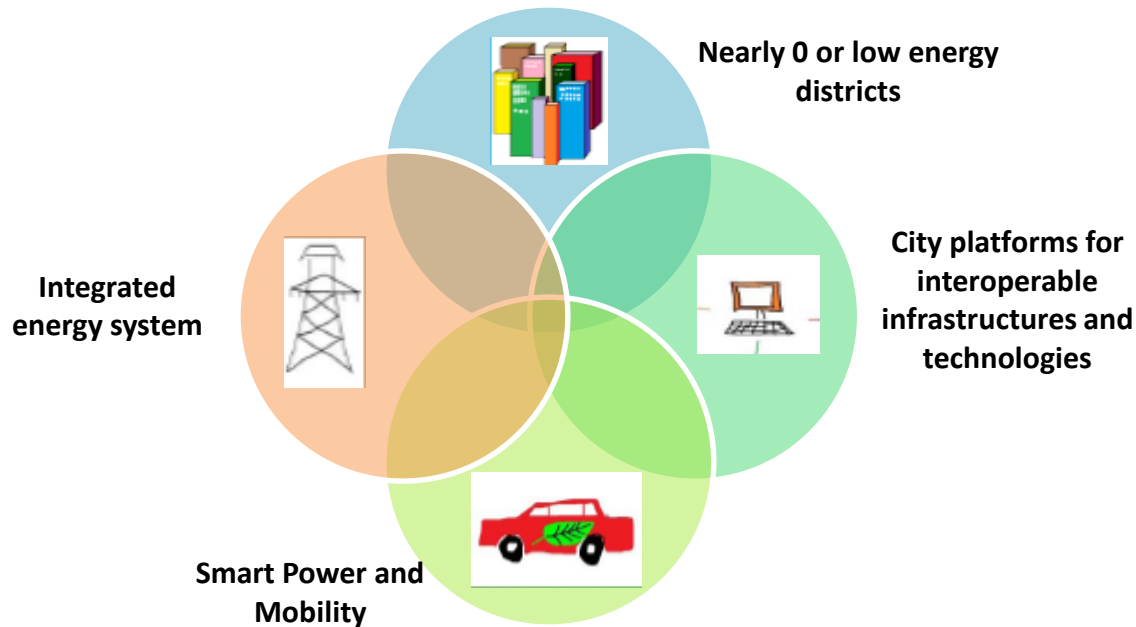 Nearly 0 or low energy
districts
City platforms for
interoperable
infrastructures and
technologies
Integrated
energy system
Smart Power and
Mobility